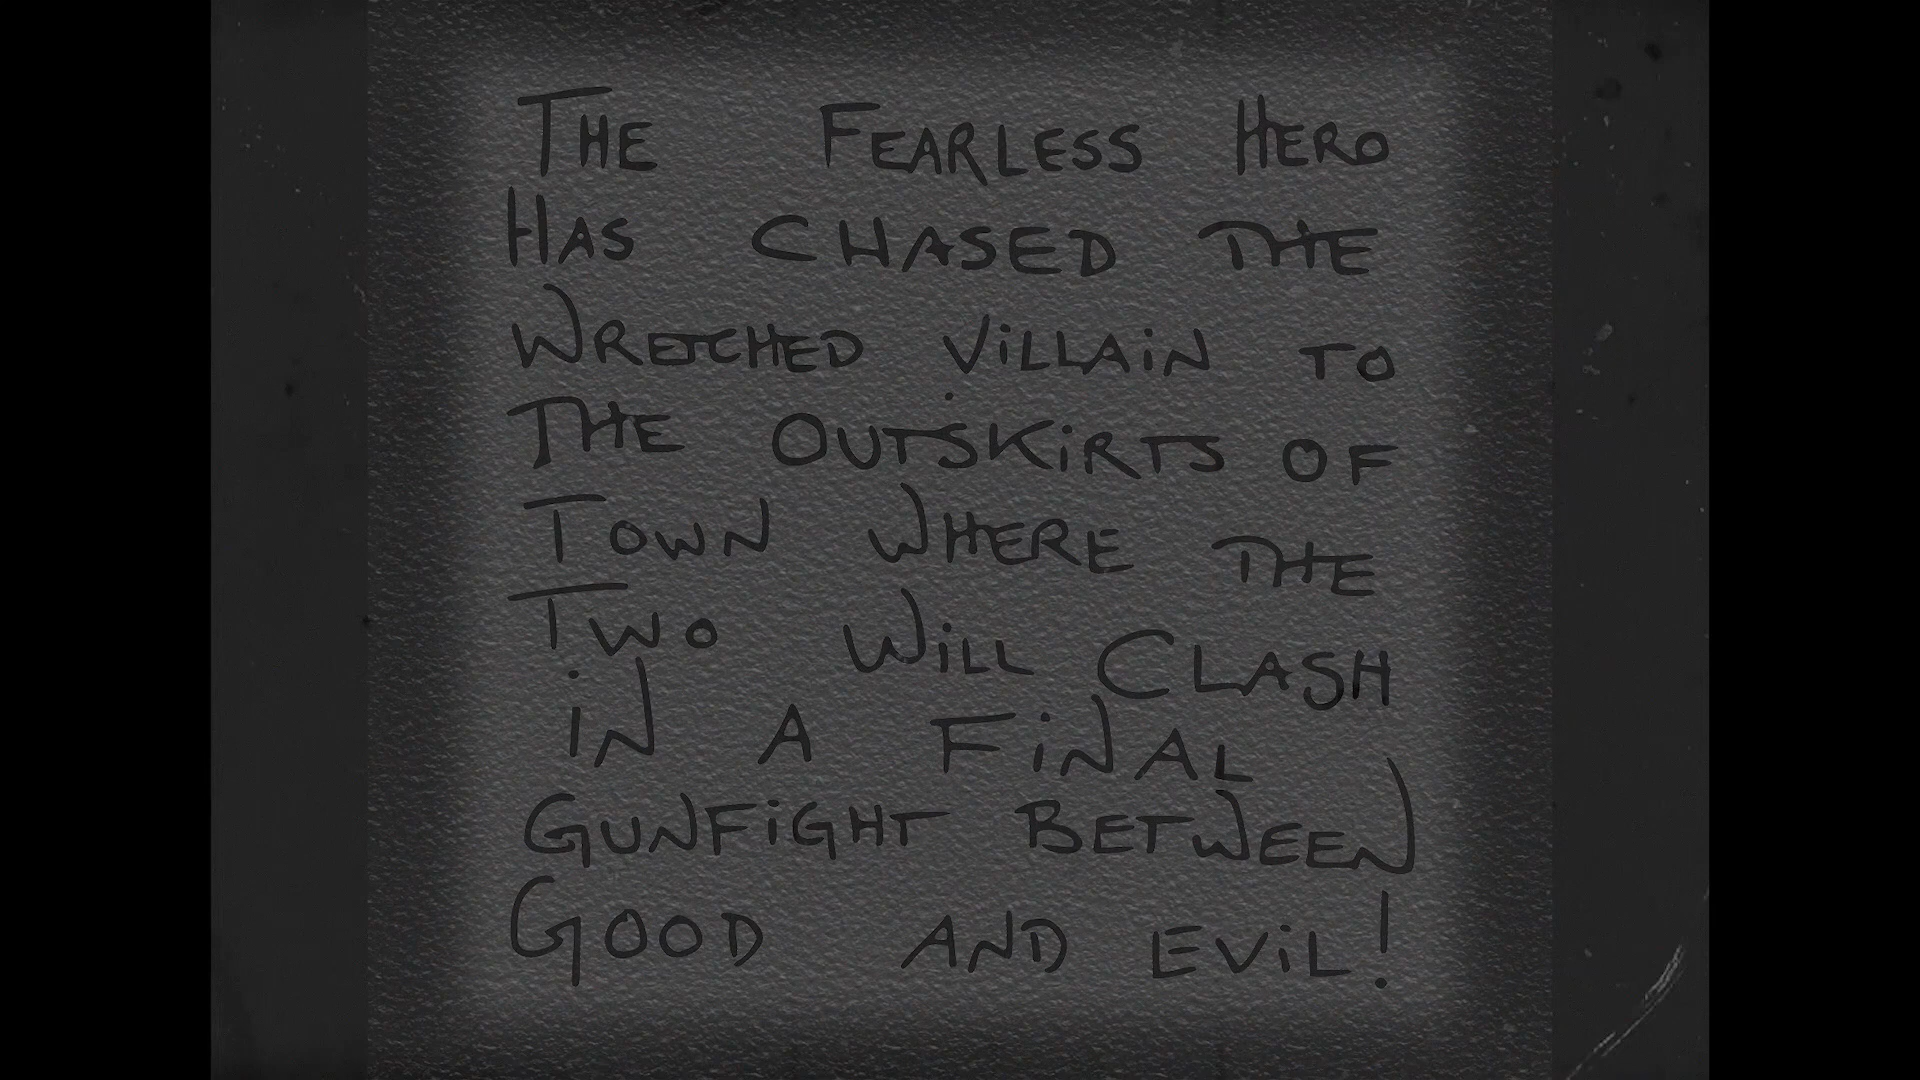 THE FEARLESS HERO
HAS CHASED THE
WRETCHED ViLLAiN TO
THE OUTSKiRTS OF
TOWN WHERE THE
TWO WiLL CLASH
iN A FiNAL
GUNFiGHT BETWEEN
GOOD AND EViL!